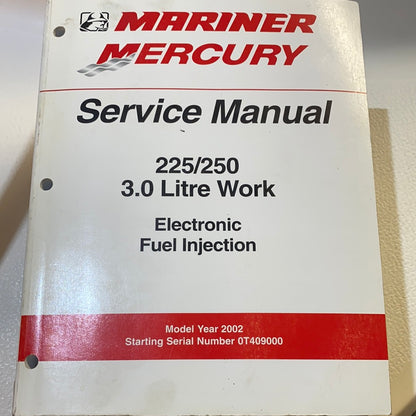 MARINER
MERCURY
Service Manual
225/250
3.0 Litre Work
Electronic
Fuel Injection
Model Year 2002
Starting Serial Number 0T409000